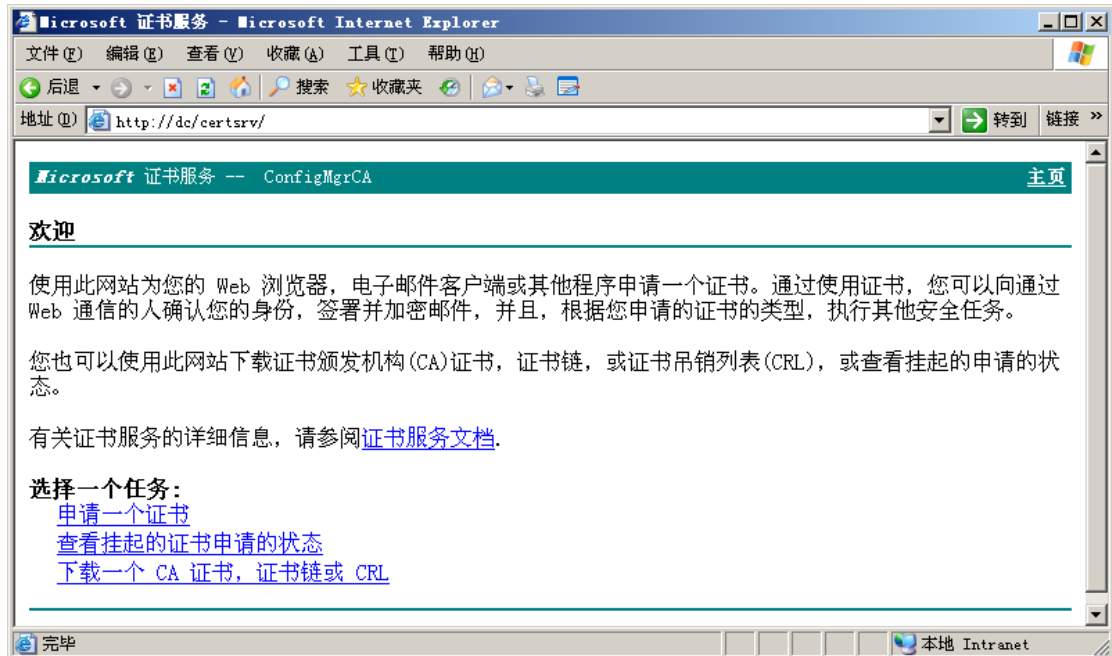 Microsoft 证书服务 - Microsoft Internet Explorer
文件(F) 编辑(E) 查看(V) 收藏(A) 工具(T) 帮助(H)
后退 搜索 收藏夹
地址(D) http://dc/certsrv/ 转到 链接 »
Microsoft 证书服务 -- ConfigMgrCA 主页
欢迎
使用此网站为您的 Web 浏览器，电子邮件客户端或其他程序申请一个证书。通过使用证书，您可以向通过
Web 通信的人确认您的身份，签署并加密邮件，并且，根据您申请的证书的类型，执行其他安全任务。
您也可以使用此网站下载证书颁发机构(CA)证书，证书链，或证书吊销列表(CRL)，或查看挂起的申请的状
态。
有关证书服务的详细信息，请参阅证书服务文档.
选择一个任务:
申请一个证书
查看挂起的证书申请的状态
下载一个 CA 证书，证书链或 CRL
完毕 本地 Intranet